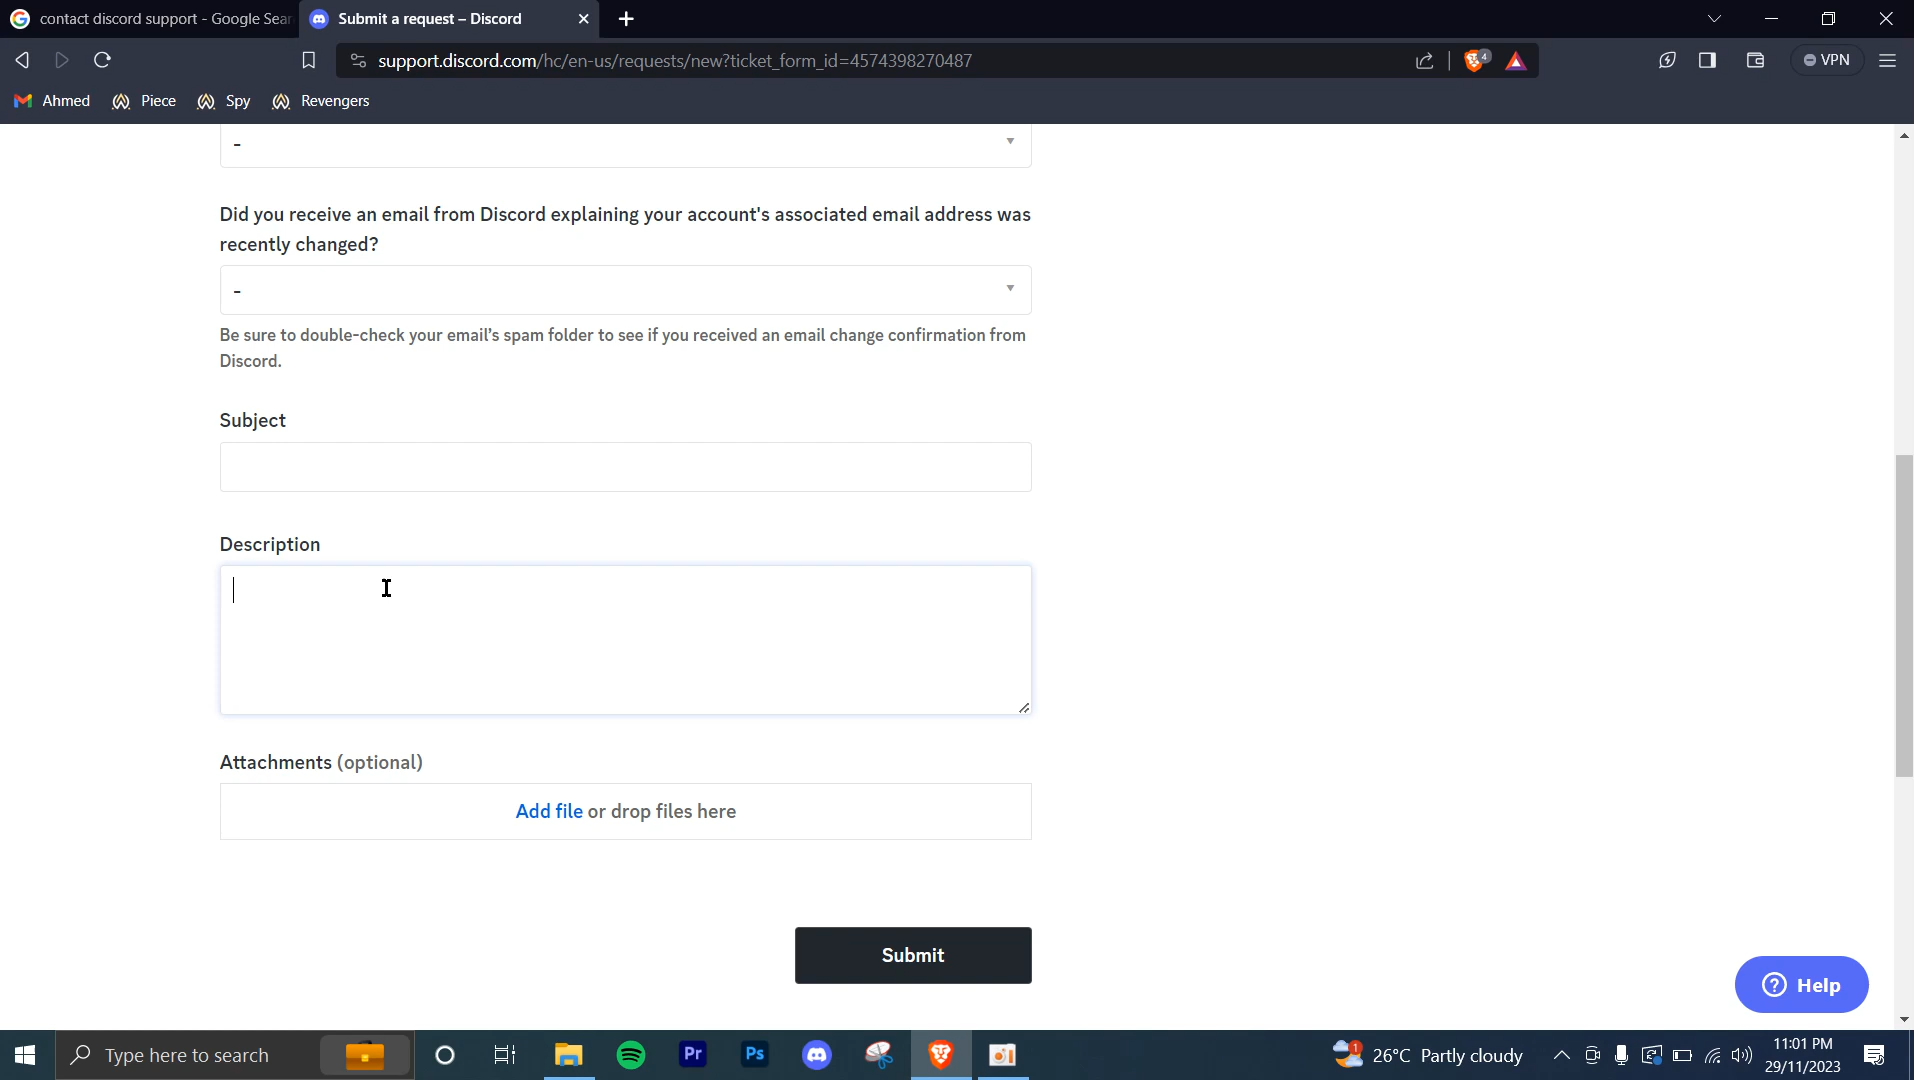 contact discord support - Google Sear
Submit a request – Discord
support.discord.com/hc/en-us/requests/new?ticket_form_id=4574398270487
4
VPN
Ahmed
Piece
Spy
Revengers
-
Did you receive an email from Discord explaining your account's associated email address was
recently changed?
-
Be sure to double-check your email’s spam folder to see if you received an email change confirmation from
Discord.
Subject
Description
Attachments (optional)
Add file or drop files here
Submit
Help
Type here to search
Pr
Ps
1
26°C Partly cloudy
11:01 PM
29/11/2023